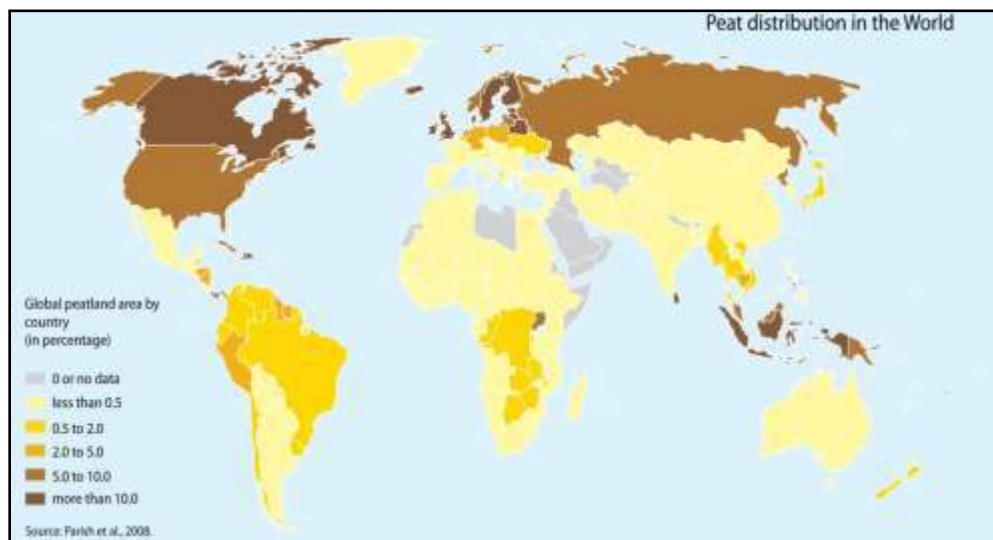 Peat distribution in the World
Global peatland area by
country
(in percentage)
0 or no data
less than 0.5
0.5 to 2.0
2.0 to 5.0
5.0 to 10.0
more than 10.0
Source: Parish et al., 2008.